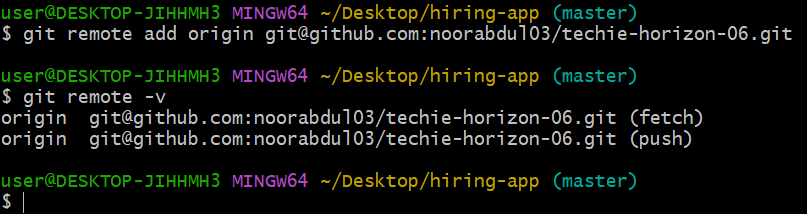 user@DESKTOP-JIHHMH3 MINGW64 ~/Desktop/hiring-app (master)
$ git remote add origin git@github.com:noorabdul03/techie-horizon-06.git
user@DESKTOP-JIHHMH3 MINGW64 ~/Desktop/hiring-app (master)
$ git remote -v
origin  git@github.com:noorabdul03/techie-horizon-06.git (fetch)
origin  git@github.com:noorabdul03/techie-horizon-06.git (push)
user@DESKTOP-JIHHMH3 MINGW64 ~/Desktop/hiring-app (master)
$